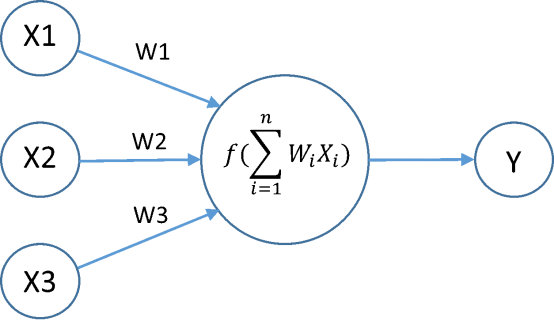 X1
W1
X2
W2
X3
W3
f(∑_{i=1}^{n} W_i X_i)
Y